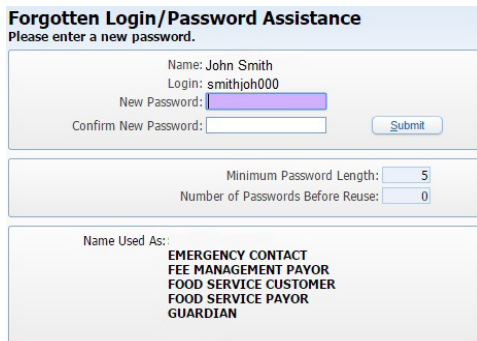 Forgotten Login/Password Assistance
Please enter a new password.
Name: John Smith
Login: smithjoh000
New Password:
Confirm New Password:
Submit
Minimum Password Length: 5
Number of Passwords Before Reuse: 0
Name Used As:
EMERGENCY CONTACT
FEE MANAGEMENT PAYOR
FOOD SERVICE CUSTOMER
FOOD SERVICE PAYOR
GUARDIAN